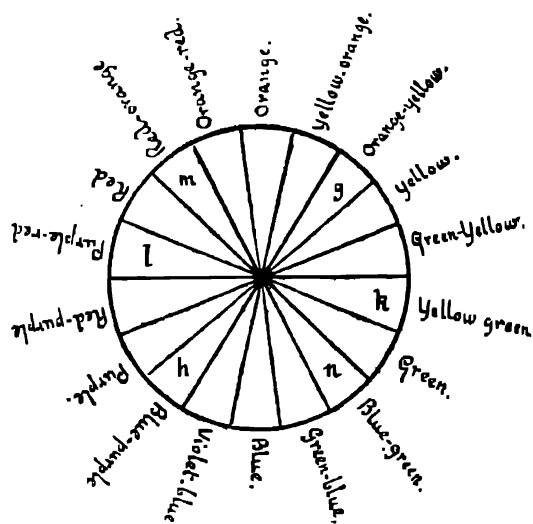 Orange.
Yellow-orange.
Orange-yellow.
Yellow.
Green-Yellow.
Yellow green.
Green.
Blue-green.
Green-blue.
Blue.
Violet-blue
Blue-purple
Purple.
Red-purple
Purple-red
Red
Red-orange
Orange-red.
m
g
l
k
h
n